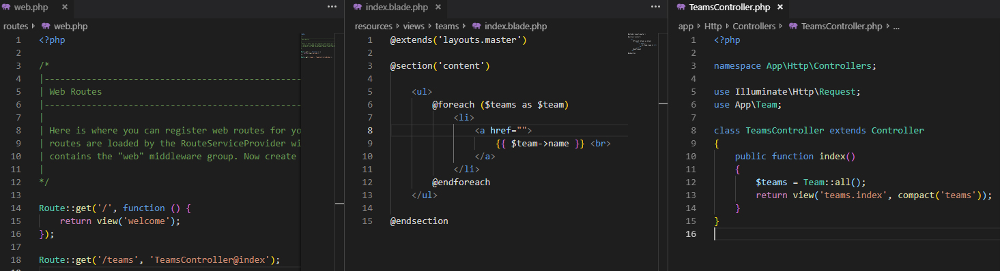 web.php ×
routes > web.php
1 <?php
2
3 /*
4 |-------------------------------------------------
5 | Web Routes
6 |-------------------------------------------------
7 |
8 | Here is where you can register web routes for yo
9 | routes are loaded by the RouteServiceProvider wi
10 | contains the "web" middleware group. Now create
11 |
12 */
13
14 Route::get('/', function () {
15     return view('welcome');
16 });
17
18 Route::get('/teams', 'TeamsController@index');
index.blade.php ×
resources > views > teams > index.blade.php
1 @extends('layouts.master')
2
3 @section('content')
4
5     <ul>
6         @foreach ($teams as $team)
7             <li>
8                 <a href="">
9                     {{ $team->name }} <br>
10                 </a>
11             </li>
12         @endforeach
13     </ul>
14
15 @endsection
TeamsController.php ×
app > Http > Controllers > TeamsController.php > ...
1 <?php
2
3 namespace App\Http\Controllers;
4
5 use Illuminate\Http\Request;
6 use App\Team;
7
8 class TeamsController extends Controller
9 {
10     public function index()
11     {
12         $teams = Team::all();
13         return view('teams.index', compact('teams'));
14     }
15 }
16